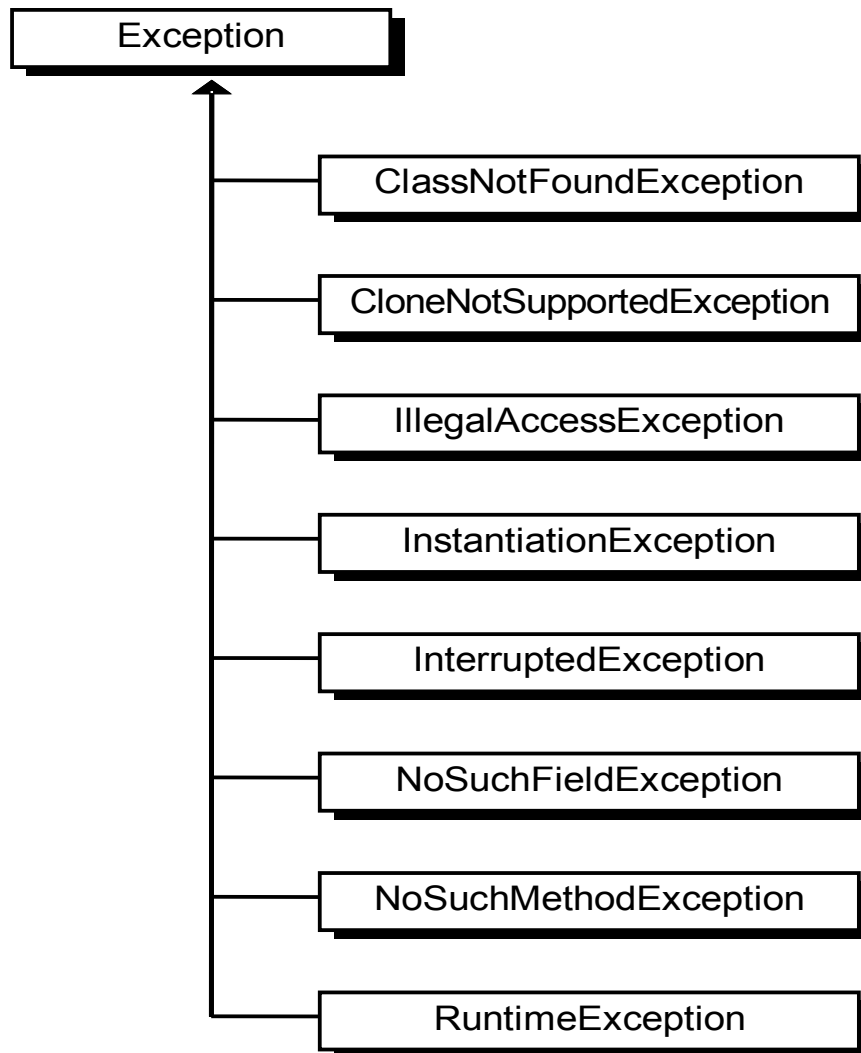 Exception
ClassNotFoundException
CloneNotSupportedException
IllegalAccessException
InstantiationException
InterruptedException
NoSuchFieldException
NoSuchMethodException
RuntimeException